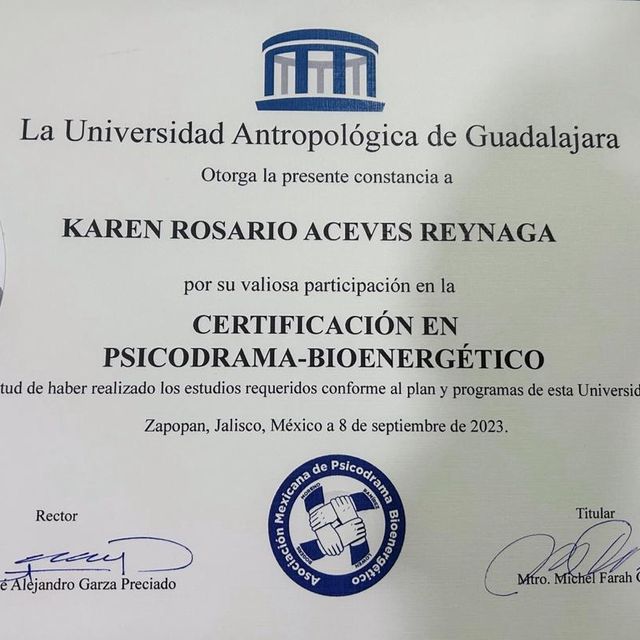 La Universidad Antropológica de Guadalajara
Otorga la presente constancia a
KAREN ROSARIO ACEVES REYNAGA
por su valiosa participación en la
CERTIFICACIÓN EN
PSICODRAMA-BIOENERGÉTICO
tud de haber realizado los estudios requeridos conforme al plan y programas de esta Universid
Zapopan, Jalisco, México a 8 de septiembre de 2023.
Asociación Mexicana de Psicodrama Bioenergético
MORENO
LOWEN
Rector
Titular
é Alejandro Garza Preciado
Mtro. Michel Farah